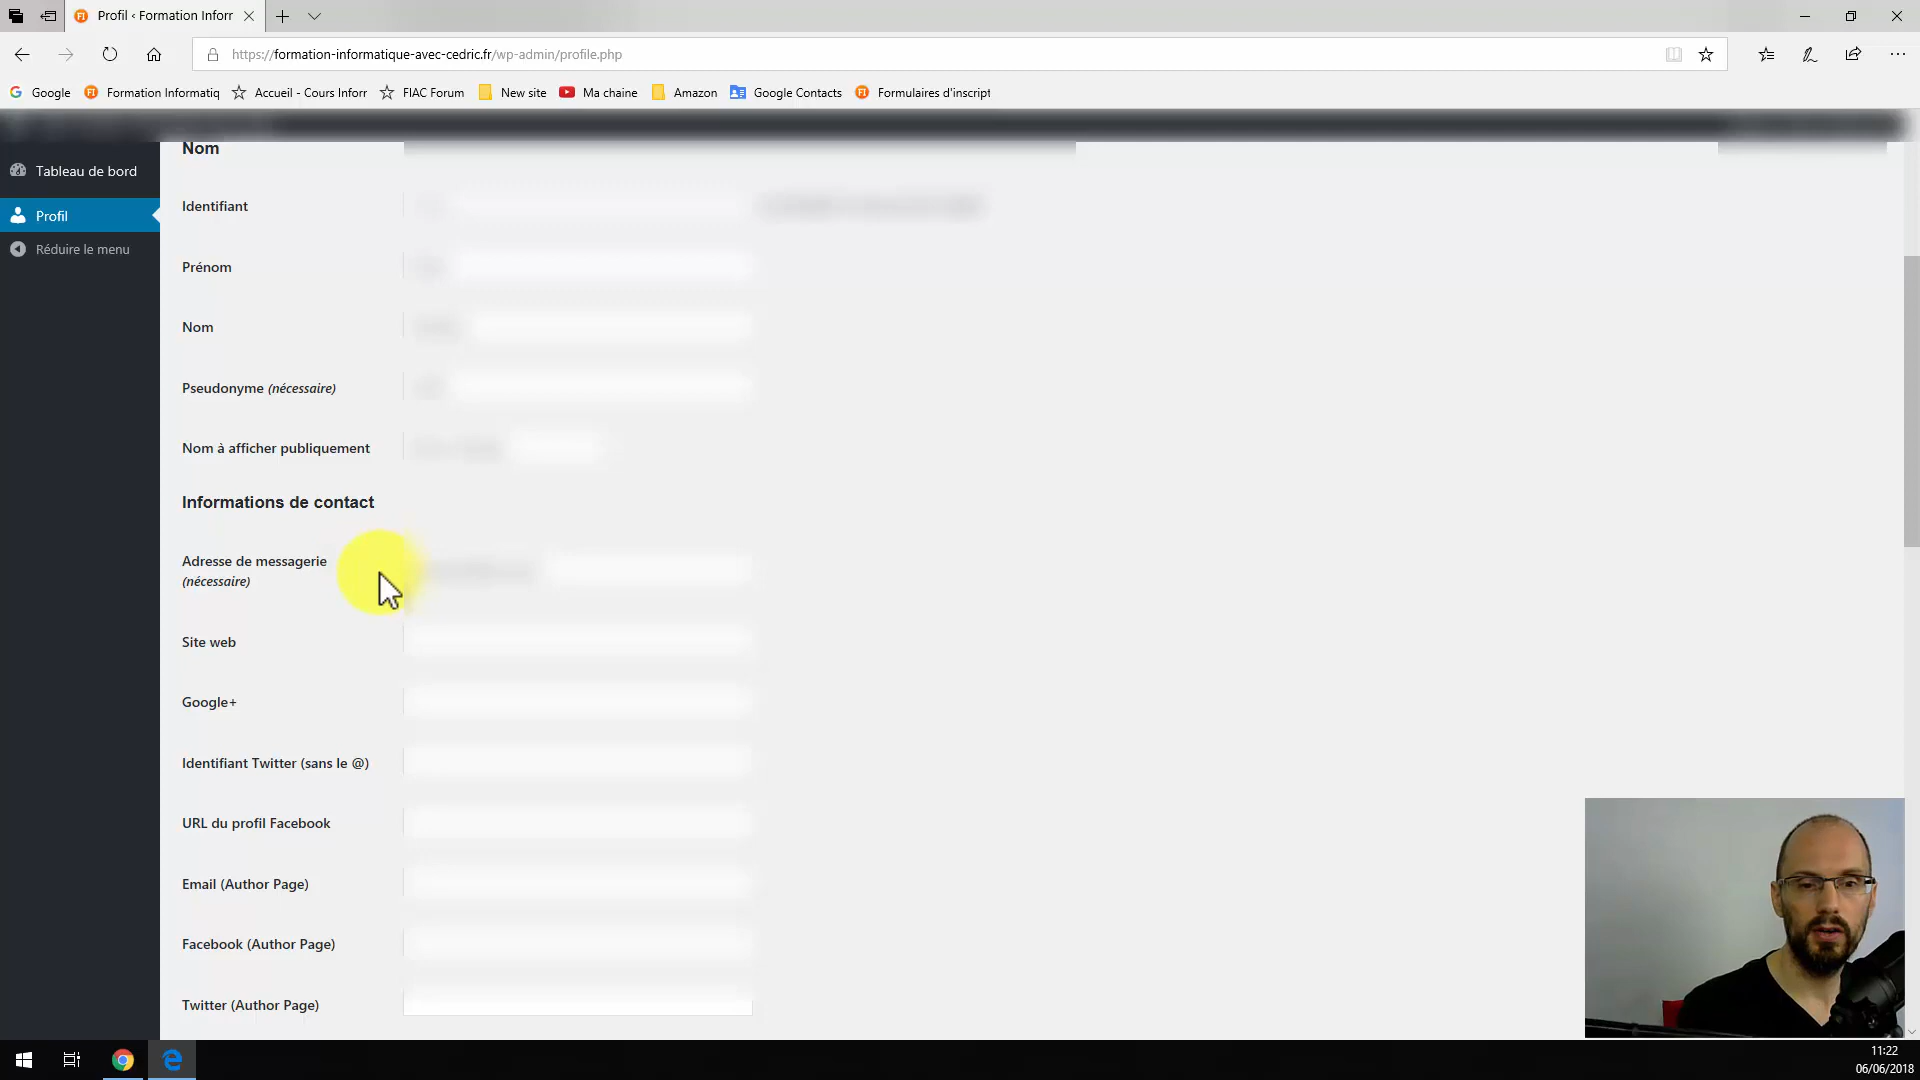 Profil ‹ Formation Inforr
https://formation-informatique-avec-cedric.fr/wp-admin/profile.php
Google
Formation Informatiq
Accueil - Cours Inforr
FIAC Forum
New site
Ma chaine
Amazon
Google Contacts
Formulaires d'inscript
Tableau de bord
Profil
Réduire le menu
Nom
Identifiant
Prénom
Nom
Pseudonyme (nécessaire)
Nom à afficher publiquement
Informations de contact
Adresse de messagerie
(nécessaire)
Site web
Google+
Identifiant Twitter (sans le @)
URL du profil Facebook
Email (Author Page)
Facebook (Author Page)
Twitter (Author Page)
11:22
06/06/2018